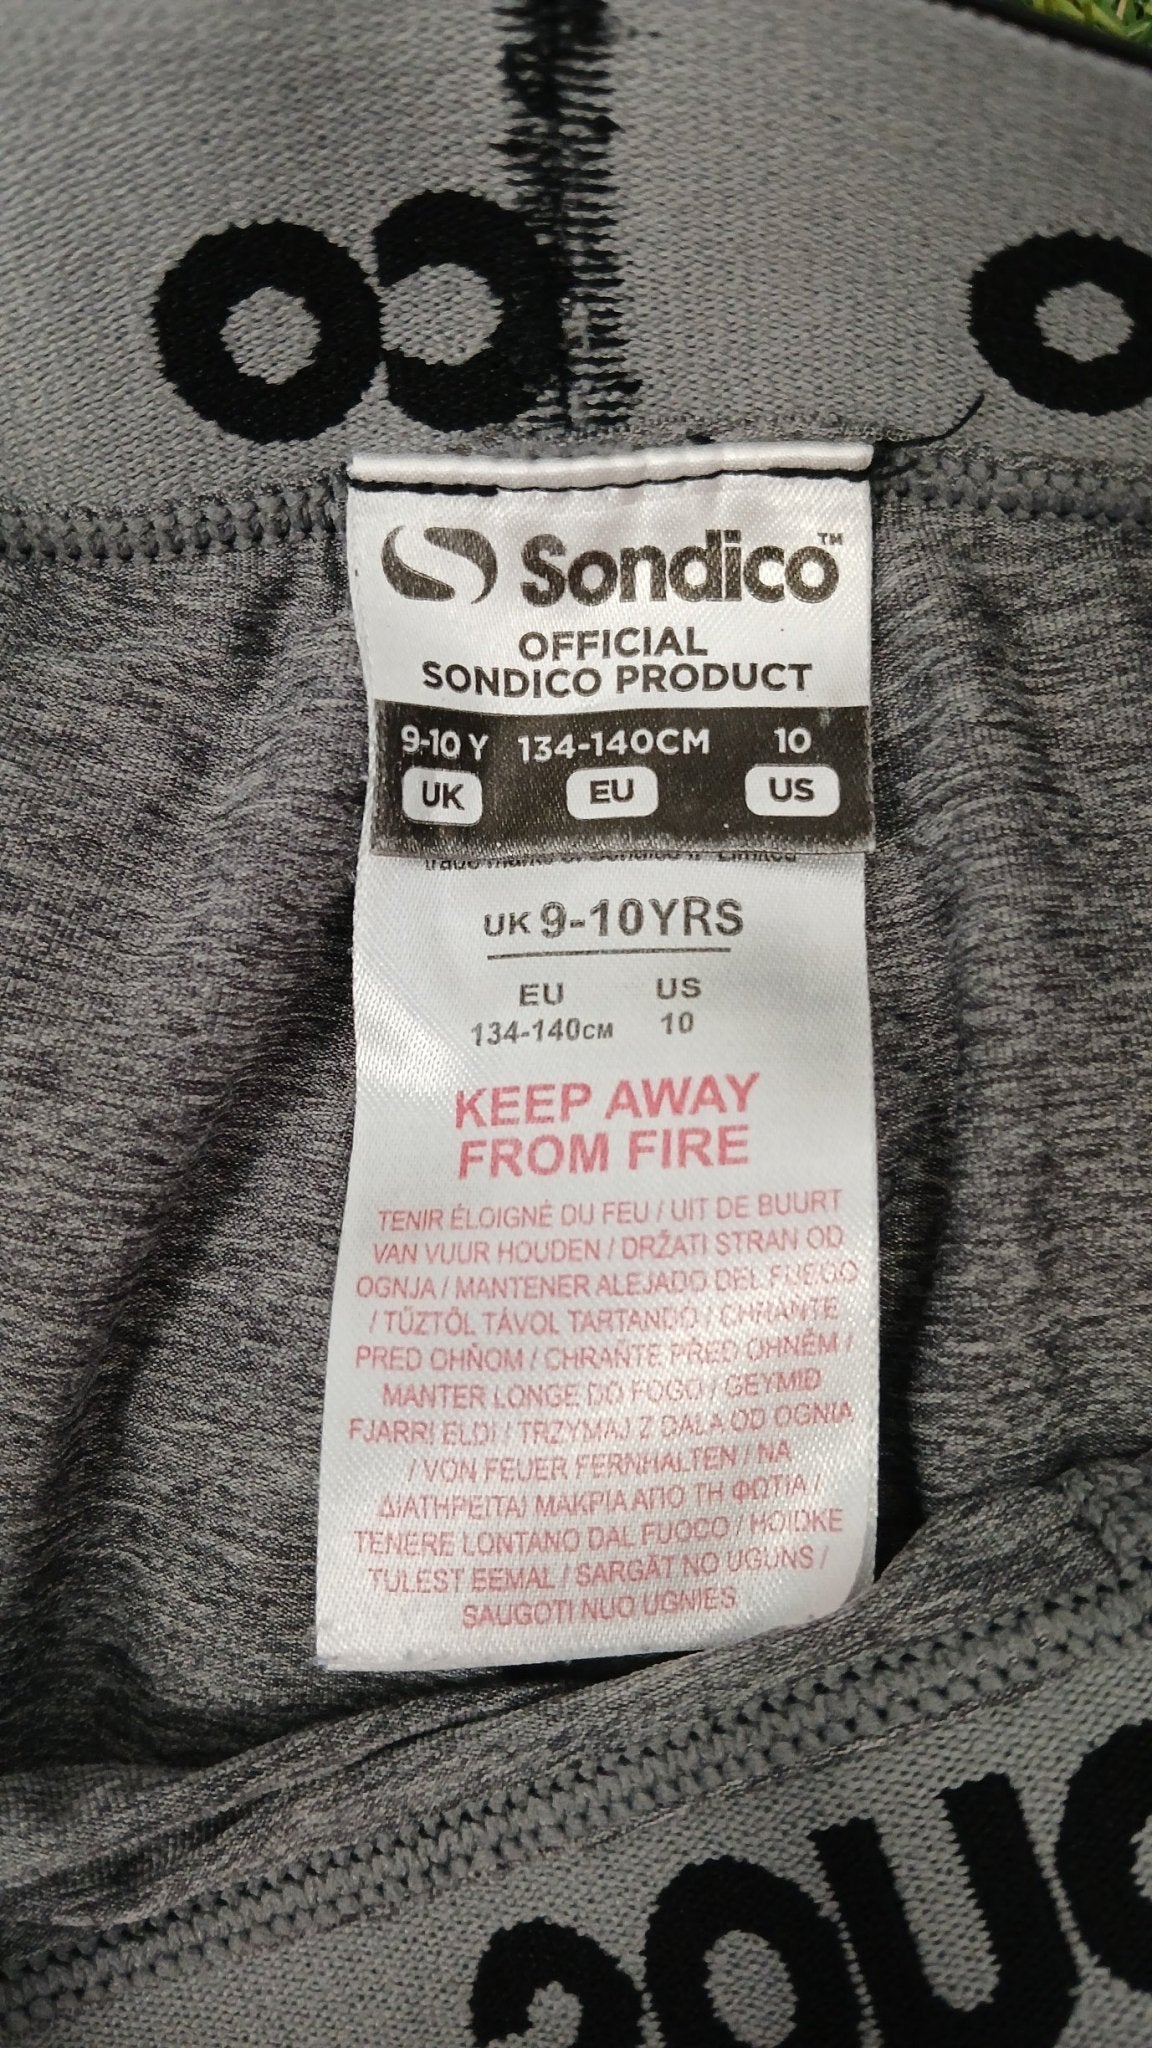 Sondico™
OFFICIAL
SONDICO PRODUCT
9-10 Y 134-140CM 10
UK EU US
UK 9-10YRS
EU US
134-140CM 10
KEEP AWAY
FROM FIRE
TENIR ÉLOIGNÉ DU FEU / UIT DE BUURT
VAN VUUR HOUDEN / DRŽATI STRAN OD
OGNJA / MANTENER ALEJADO DEL FUEGO
/ TŰZTŐL TÁVOL TARTANDÓ / CHRÁŇTE
PRED OHŇOM / CHRAŇTE PŘED OHNĚM /
MANTER LONGE DO FOGO / GEYMIÐ
FJARRI ELDI / TRZYMAJ Z DALA OD OGNIA
/ VON FEUER FERNHALTEN / ΝΑ
ΔΙΑΤΗΡΕΙΤΑΙ ΜΑΚΡΙΑ ΑΠΟ ΤΗ ΦΩΤΙΑ /
TENERE LONTANO DAL FUOCO / HOIDKE
TULEST EEMAL / SARGĀT NO UGUNS /
SAUGOTI NUO UGNIES